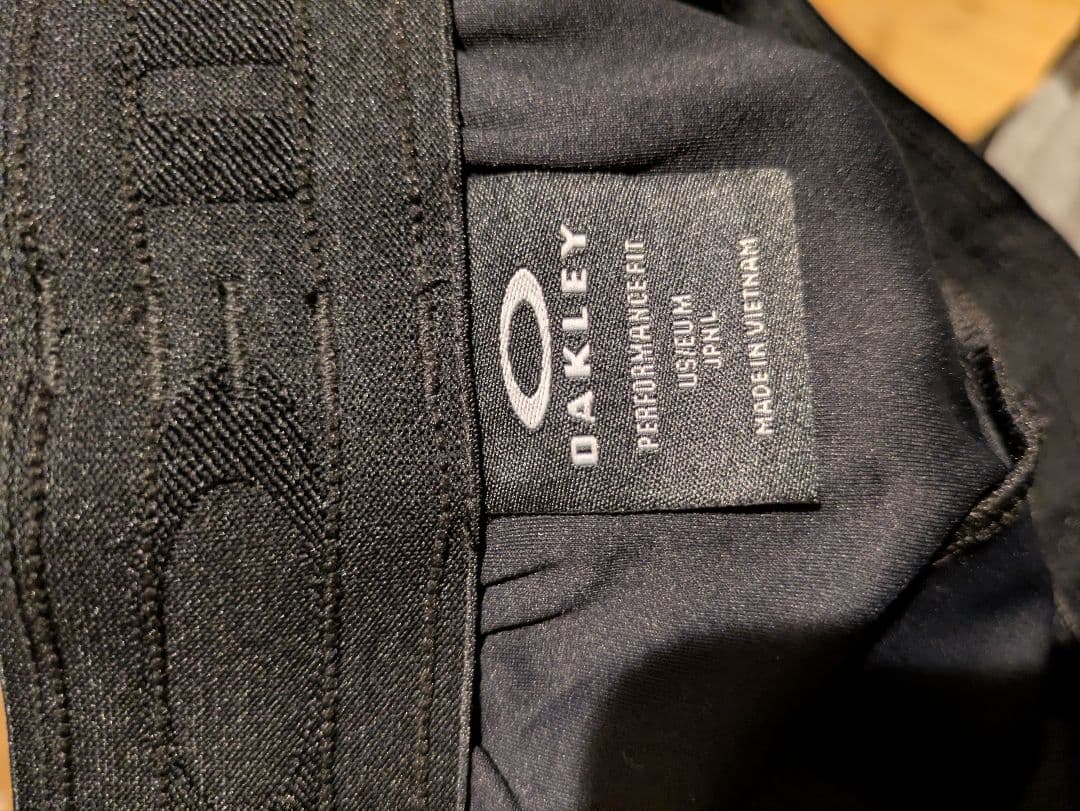 OAKLEY
PERFORMANCE FIT
US/EU M
JPN L
MADE IN VIETNAM